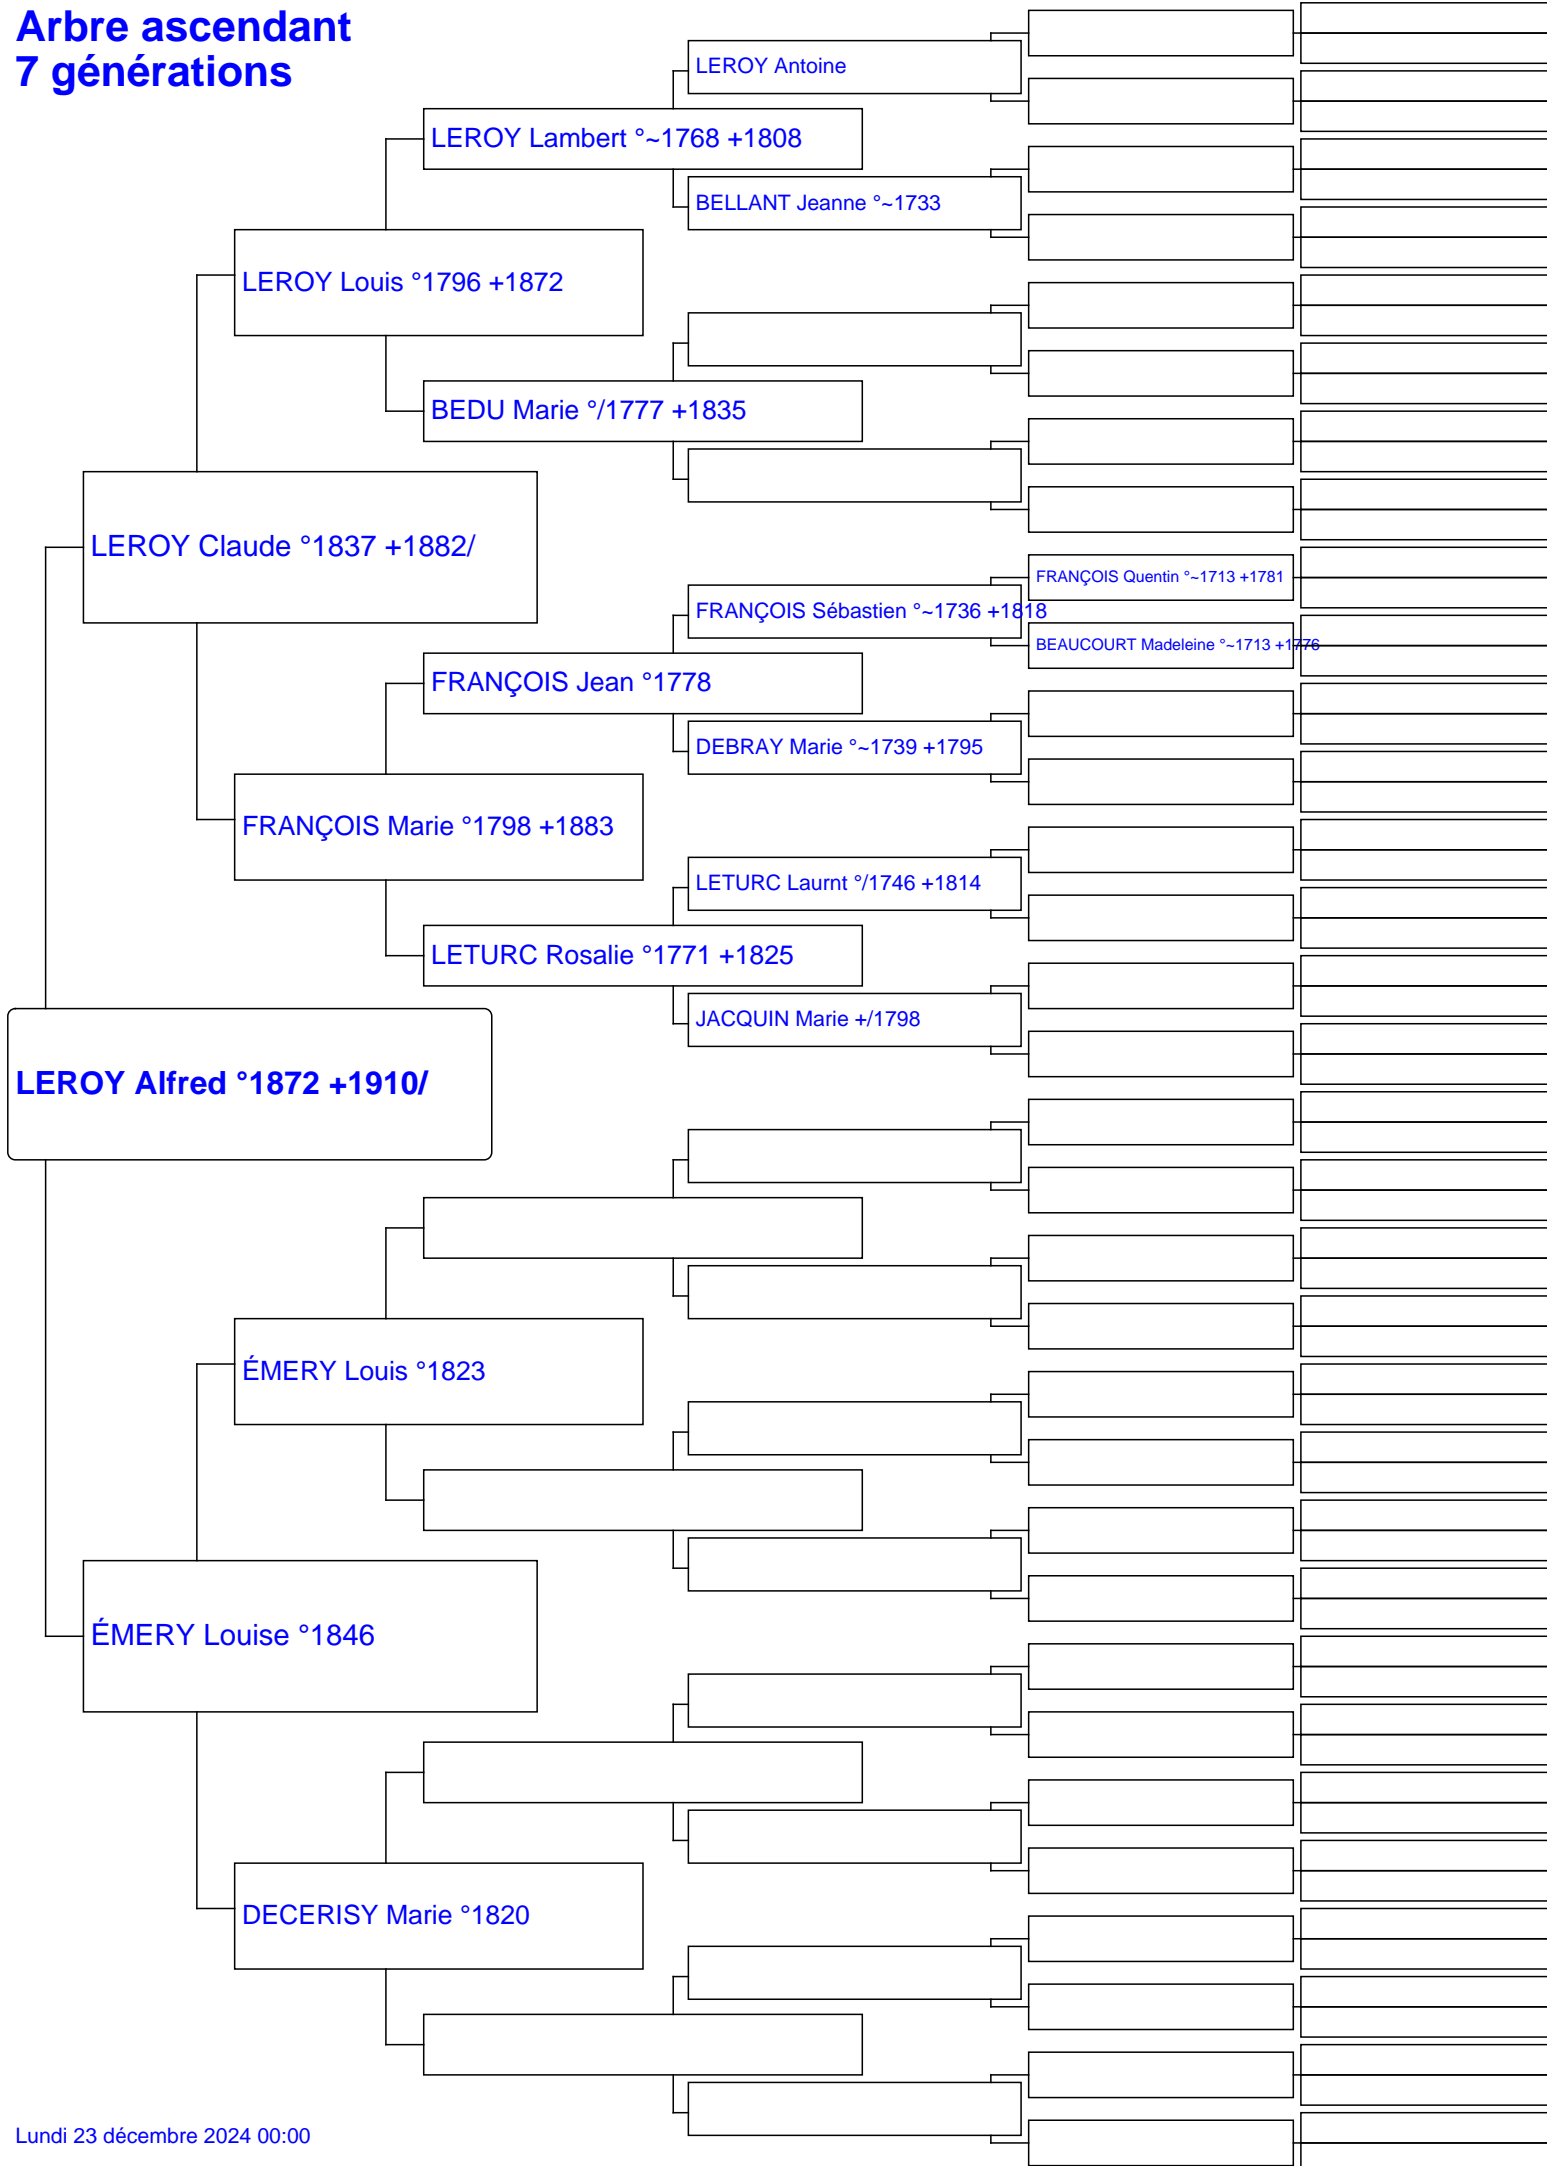 Arbre ascendant
7 générations
LEROY Antoine
LEROY Lambert °~1768 +1808
BELLANT Jeanne °~1733
LEROY Louis °1796 +1872
BEDU Marie °/1777 +1835
LEROY Claude °1837 +1882/
FRANÇOIS Quentin °~1713 +1781
FRANÇOIS Sébastien °~1736 +1818
BEAUCOURT Madeleine °~1713 +1776
FRANÇOIS Jean °1778
DEBRAY Marie °~1739 +1795
FRANÇOIS Marie °1798 +1883
LETURC Laurnt °/1746 +1814
LETURC Rosalie °1771 +1825
JACQUIN Marie +/1798
LEROY Alfred °1872 +1910/
ÉMERY Louis °1823
ÉMERY Louise °1846
DECERISY Marie °1820
Lundi 23 décembre 2024 00:00